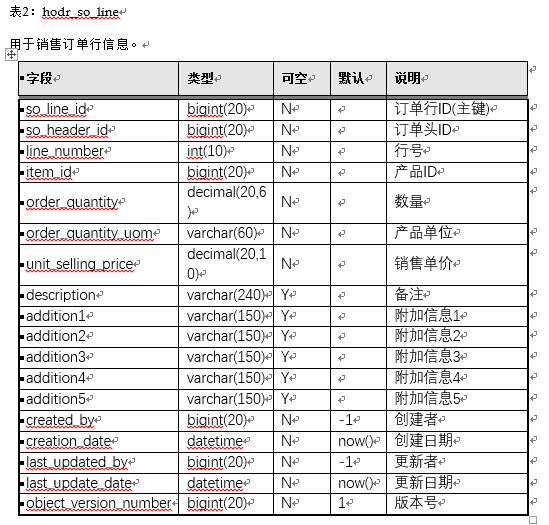 表2：hodr_so_line
用于销售订单行信息。
字段 类型 可空 默认 说明
so_line_id bigint(20) N 订单行ID(主键)
so_header_id bigint(20) N 订单头ID
line_number int(10) N 行号
item_id bigint(20) N 产品ID
order_quantity decimal(20,6) N 数量
order_quantity_uom varchar(60) N 产品单位
unit_selling_price decimal(20,10) N 销售单价
description varchar(240) Y 备注
addition1 varchar(150) Y 附加信息1
addition2 varchar(150) Y 附加信息2
addition3 varchar(150) Y 附加信息3
addition4 varchar(150) Y 附加信息4
addition5 varchar(150) Y 附加信息5
created_by bigint(20) N -1 创建者
creation_date datetime N now() 创建日期
last_updated_by bigint(20) N -1 更新者
last_update_date datetime N now() 更新日期
object_version_number bigint(20) N 1 版本号